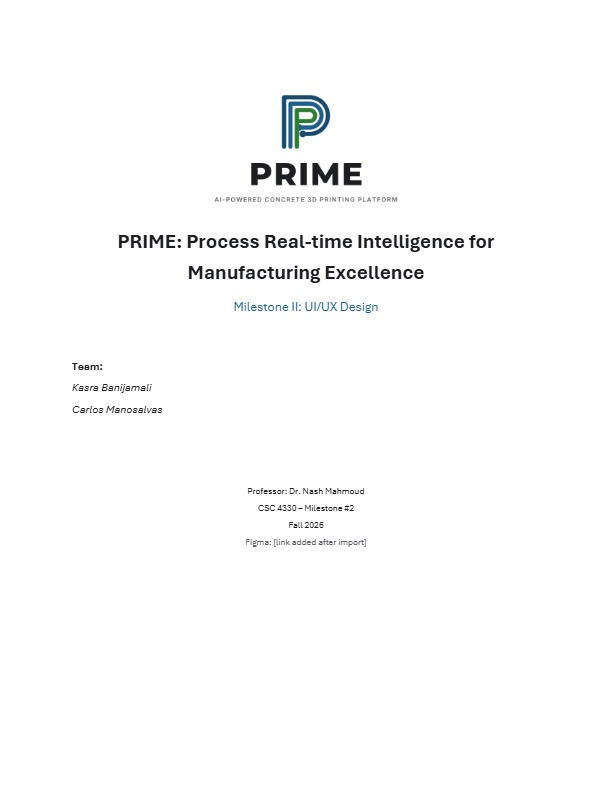 PRIME
AI-POWERED CONCRETE 3D PRINTING PLATFORM
PRIME: Process Real-time Intelligence for
Manufacturing Excellence
Milestone II: UI/UX Design
Team:
Kasra Banijamali
Carlos Manosalvas
Professor: Dr. Nash Mahmoud
CSC 4330 – Milestone #2
Fall 2026
Figma: [link added after import]